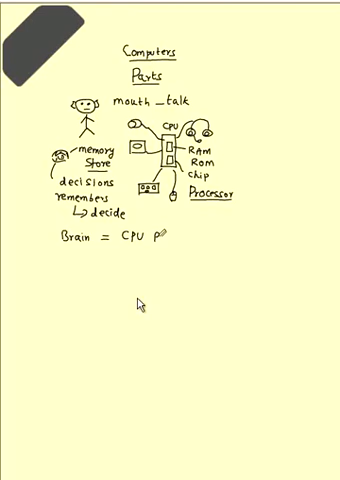 Computers
Parts
mouth _ talk
CPU
memory
Store
RAM
ROM
chip
Processor
decisions
remembers
↳ decide
Brain = CPU P